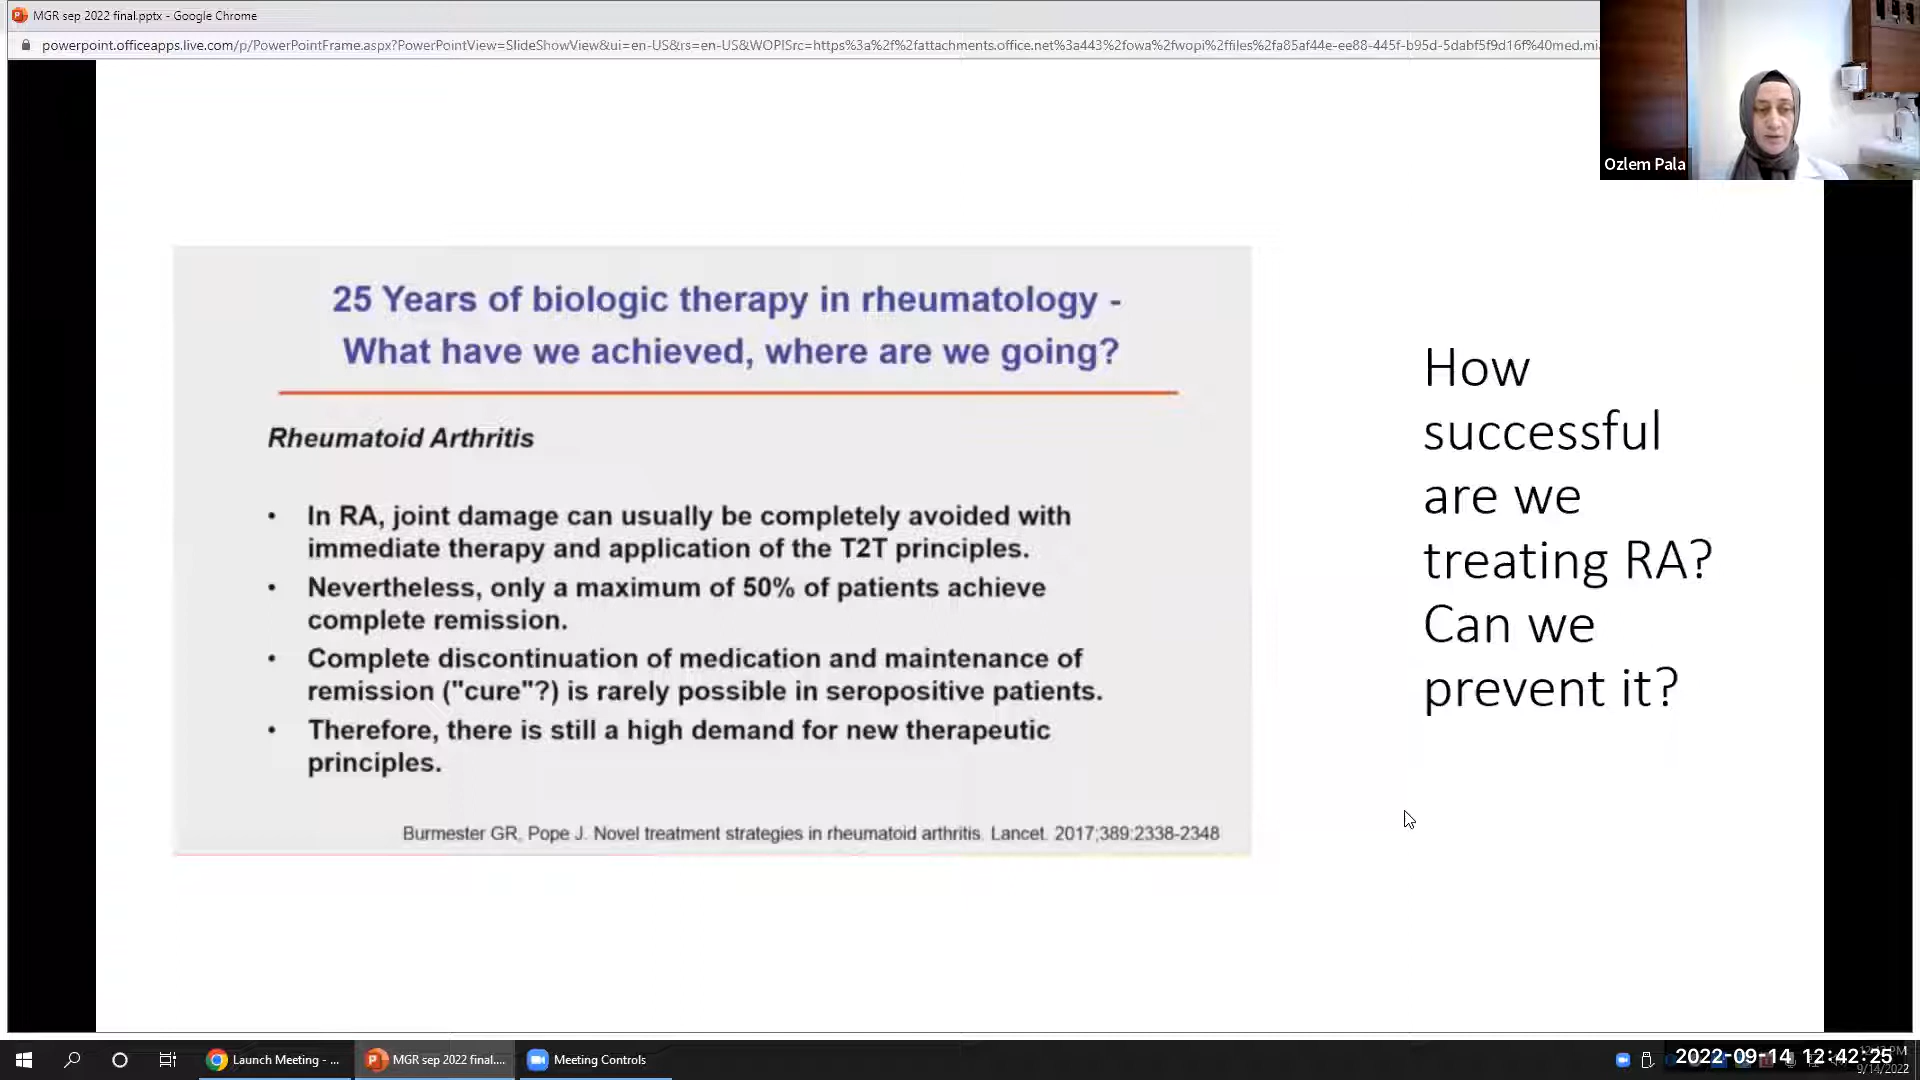 MGR sep 2022 final.pptx - Google Chrome
powerpoint.officeapps.live.com/p/PowerPointFrame.aspx?PowerPointView=SlideShowView&ui=en-US&rs=en-US&WOPISrc=https%3a%2f%2fattachments.office.net%3a443%2fowa%2fwopi%2ffiles%2fa85af44e-ee88-445f-b95d-5dabf5f9d16f%40med.mi
Ozlem Pala
25 Years of biologic therapy in rheumatology -
What have we achieved, where are we going?
Rheumatoid Arthritis
• In RA, joint damage can usually be completely avoided with
immediate therapy and application of the T2T principles.
• Nevertheless, only a maximum of 50% of patients achieve
complete remission.
• Complete discontinuation of medication and maintenance of
remission ("cure"?) is rarely possible in seropositive patients.
• Therefore, there is still a high demand for new therapeutic
principles.
Burmester GR, Pope J. Novel treatment strategies in rheumatoid arthritis. Lancet. 2017;389:2338-2348
How
successful
are we
treating RA?
Can we
prevent it?
Launch Meeting - ...
MGR sep 2022 final....
Meeting Controls
2022-09-14 12:42:25
9/14/2022